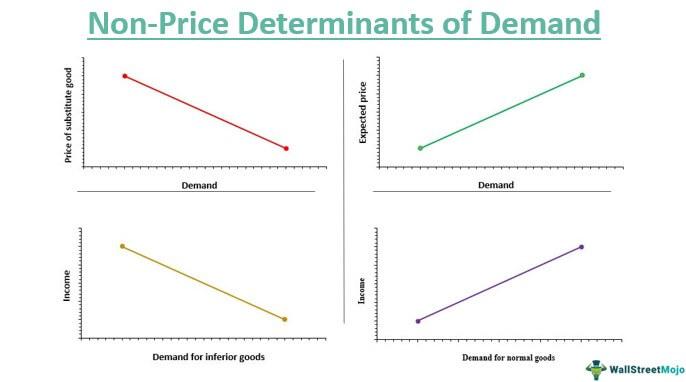 Non-Price Determinants of Demand
Price of substitute good
Demand
Expected price
Demand
Income
Demand for inferior goods
Income
Demand for normal goods
WallStreetMojo